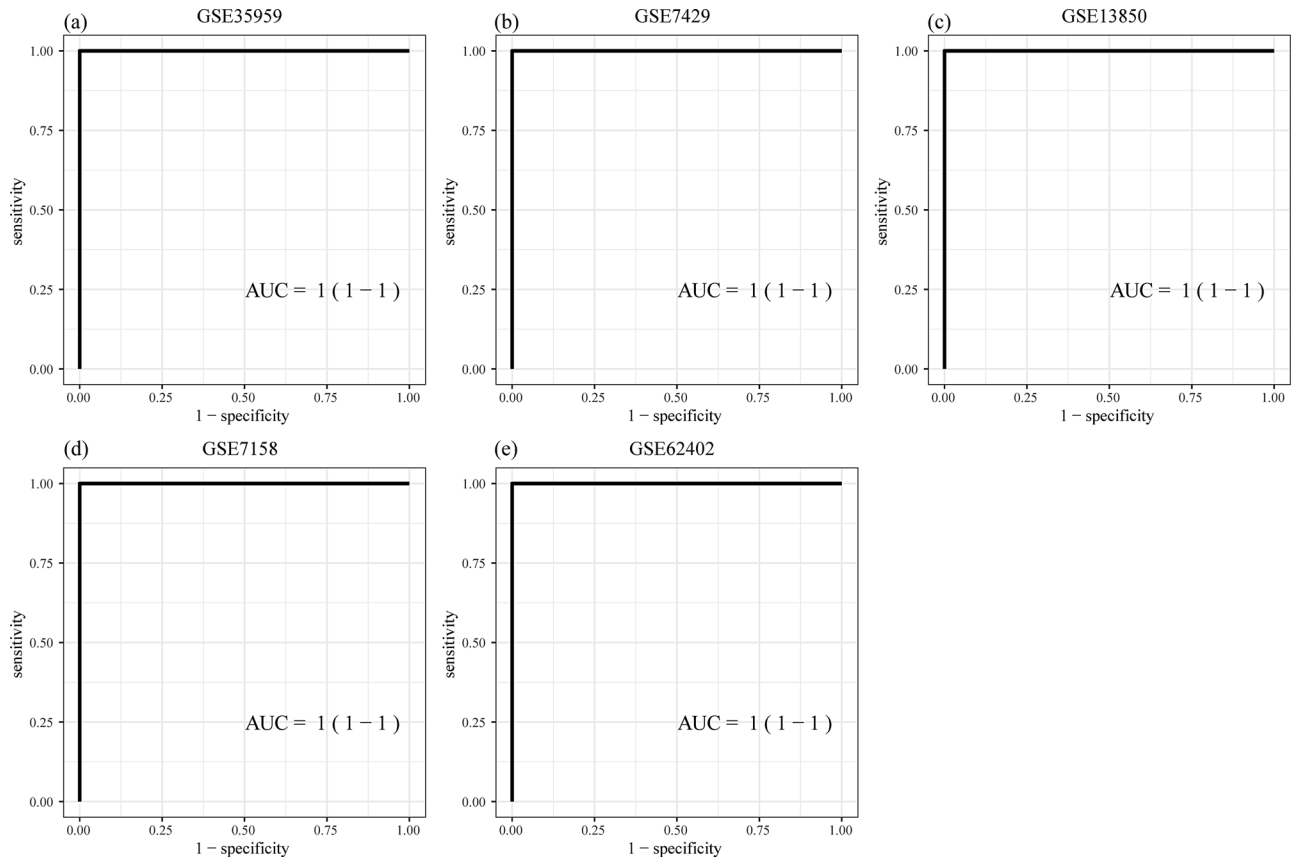 (a) GSE35959
1.00
0.75
0.50
0.25
0.00
sensitivity
AUC = 1 ( 1 − 1 )
0.00 0.25 0.50 0.75 1.00
1 − specificity
(b) GSE7429
1.00
0.75
0.50
0.25
0.00
sensitivity
AUC = 1 ( 1 − 1 )
0.00 0.25 0.50 0.75 1.00
1 − specificity
(c) GSE13850
1.00
0.75
0.50
0.25
0.00
sensitivity
AUC = 1 ( 1 − 1 )
0.00 0.25 0.50 0.75 1.00
1 − specificity
(d) GSE7158
1.00
0.75
0.50
0.25
0.00
sensitivity
AUC = 1 ( 1 − 1 )
0.00 0.25 0.50 0.75 1.00
1 − specificity
(e) GSE62402
1.00
0.75
0.50
0.25
0.00
sensitivity
AUC = 1 ( 1 − 1 )
0.00 0.25 0.50 0.75 1.00
1 − specificity